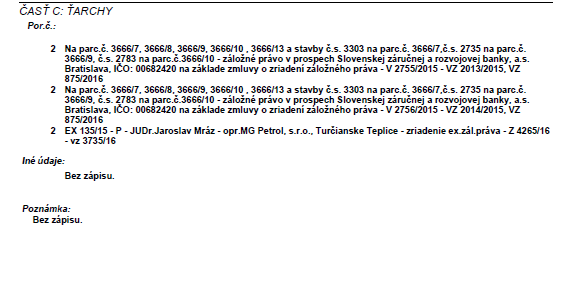 ČASŤ C: ŤARCHY
Por.č.:
2 Na parc.č. 3666/7, 3666/8, 3666/9, 3666/10 , 3666/13 a stavby č.s. 3303 na parc.č. 3666/7,č.s. 2735 na parc.č.
3666/9, č.s. 2783 na parc.č.3666/10 - záložné právo v prospech Slovenskej záručnej a rozvojovej banky, a.s.
Bratislava, IČO: 00682420 na základe zmluvy o zriadení záložného práva - V 2755/2015 - VZ 2013/2015, VZ
875/2016
2 Na parc.č. 3666/7, 3666/8, 3666/9, 3666/10 , 3666/13 a stavby č.s. 3303 na parc.č. 3666/7,č.s. 2735 na parc.č.
3666/9, č.s. 2783 na parc.č.3666/10 - záložné právo v prospech Slovenskej záručnej a rozvojovej banky, a.s.
Bratislava, IČO: 00682420 na základe zmluvy o zriadení záložného práva - V 2756/2015 - VZ 2014/2015, VZ
875/2016
2 EX 135/15 - P - JUDr.Jaroslav Mráz - opr.MG Petrol, s.r.o., Turčianske Teplice - zriadenie ex.zál.práva - Z 4265/16
- vz 3735/16
Iné údaje:
Bez zápisu.
Poznámka:
Bez zápisu.